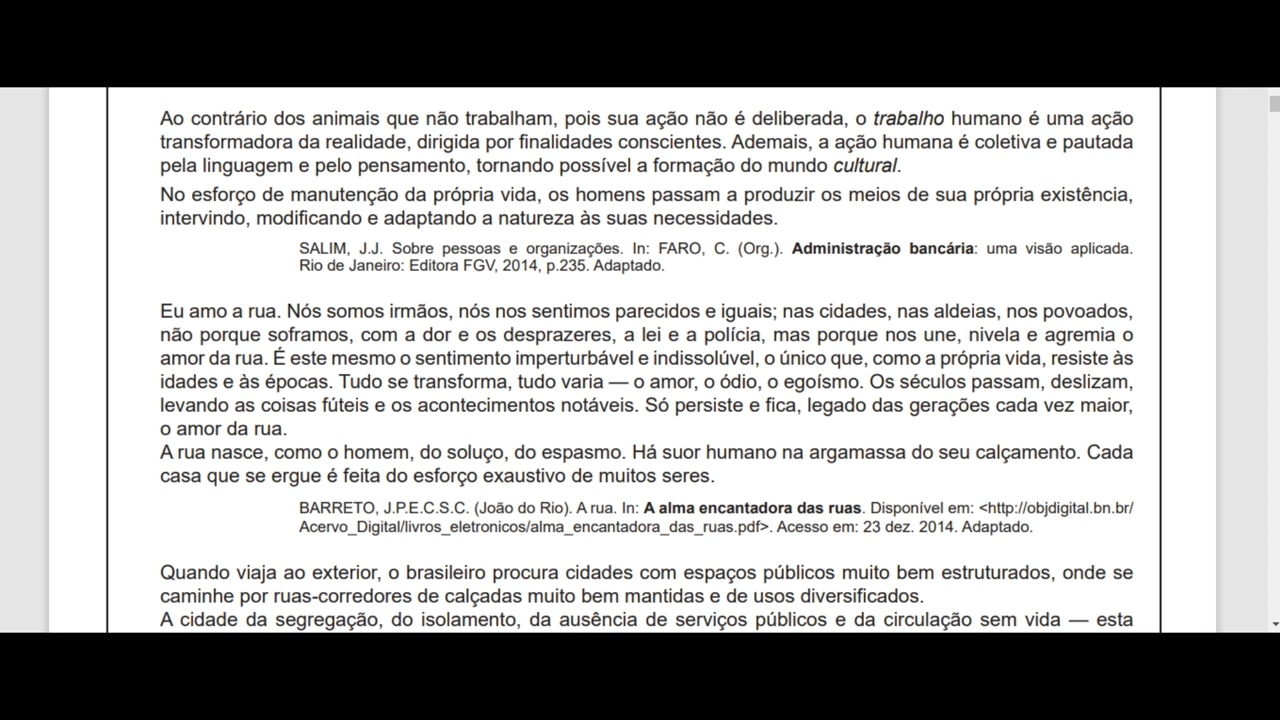 Ao contrário dos animais que não trabalham, pois sua ação não é deliberada, o trabalho humano é uma ação
transformadora da realidade, dirigida por finalidades conscientes. Ademais, a ação humana é coletiva e pautada
pela linguagem e pelo pensamento, tornando possível a formação do mundo cultural.
No esforço de manutenção da própria vida, os homens passam a produzir os meios de sua própria existência,
intervindo, modificando e adaptando a natureza às suas necessidades.
SALIM, J.J. Sobre pessoas e organizações. In: FARO, C. (Org.). Administração bancária: uma visão aplicada.
Rio de Janeiro: Editora FGV, 2014, p.235. Adaptado.
Eu amo a rua. Nós somos irmãos, nós nos sentimos parecidos e iguais; nas cidades, nas aldeias, nos povoados,
não porque soframos, com a dor e os desprazeres, a lei e a polícia, mas porque nos une, nivela e agremia o
amor da rua. É este mesmo o sentimento imperturbável e indissolúvel, o único que, como a própria vida, resiste às
idades e às épocas. Tudo se transforma, tudo varia — o amor, o ódio, o egoísmo. Os séculos passam, deslizam,
levando as coisas fúteis e os acontecimentos notáveis. Só persiste e fica, legado das gerações cada vez maior,
o amor da rua.
A rua nasce, como o homem, do soluço, do espasmo. Há suor humano na argamassa do seu calçamento. Cada
casa que se ergue é feita do esforço exaustivo de muitos seres.
BARRETO, J.P.E.C.S.C. (João do Rio). A rua. In: A alma encantadora das ruas. Disponível em: <http://objdigital.bn.br/
Acervo_Digital/livros_eletronicos/alma_encantadora_das_ruas.pdf>. Acesso em: 23 dez. 2014. Adaptado.
Quando viaja ao exterior, o brasileiro procura cidades com espaços públicos muito bem estruturados, onde se
caminhe por ruas-corredores de calçadas muito bem mantidas e de usos diversificados.
A cidade da segregação, do isolamento, da ausência de serviços públicos e da circulação sem vida — esta